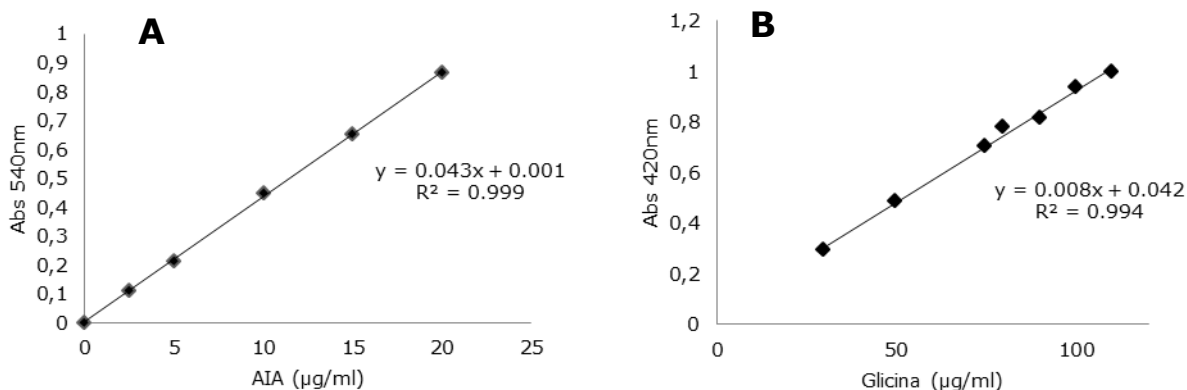 A
1
0,9
0,8
0,7
0,6
0,5
0,4
0,3
0,2
0,1
0
Abs 540nm
y = 0.043x + 0.001
R² = 0.999
0 5 10 15 20 25
AIA (µg/ml)
B
1,2
1
0,8
0,6
0,4
0,2
0
Abs 420nm
y = 0.008x + 0.042
R² = 0.994
0 50 100
Glicina (µg/ml)